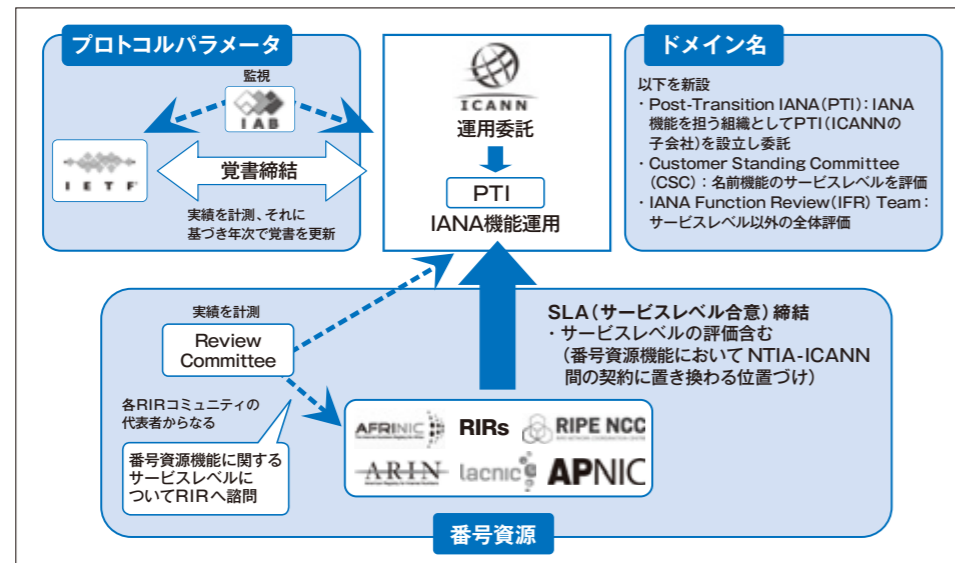 プロトコルパラメータ
監視
IAB
IETF
覚書締結
実績を計測、それに
基づき年次で覚書を更新
ICANN
運用委託
PTI
IANA機能運用
ドメイン名
以下を新設
・Post-Transition IANA(PTI)：IANA
機能を担う組織としてPTI(ICANNの
子会社)を設立し委託
・Customer Standing Committee
(CSC)：名前機能のサービスレベルを評価
・IANA Function Review(IFR) Team：
サービスレベル以外の全体評価
実績を計測
Review
Committee
各RIRコミュニティの
代表者からなる
番号資源機能に関する
サービスレベルに
ついてRIRへ諮問
SLA(サービスレベル合意)締結
・サービスレベルの評価含む
(番号資源機能においてNTIA-ICANN
間の契約に置き換わる位置づけ)
AFRINIC
RIRs
RIPE NCC
ARIN
lacnic
APNIC
番号資源